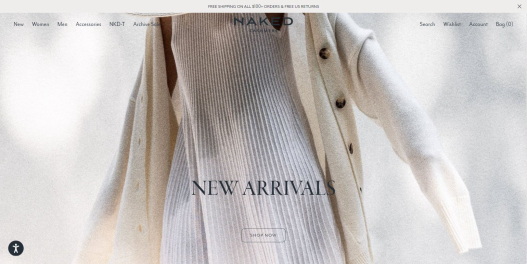 FREE SHIPPING ON ALL $150+ ORDERS & FREE US RETURNS
New Women Men Accessories NKD-T Archive Sale
NAKED
Search Wishlist Account Bag (0)
NEW ARRIVALS
SHOP NOW